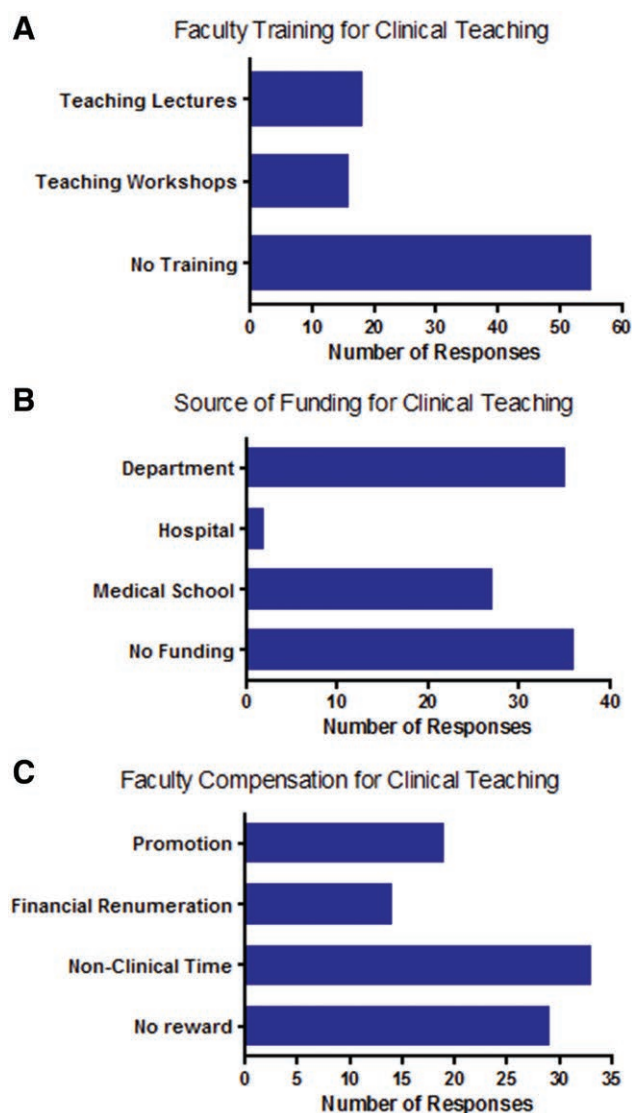 A
Faculty Training for Clinical Teaching
Teaching Lectures
Teaching Workshops
No Training
0 10 20 30 40 50 60
Number of Responses
B
Source of Funding for Clinical Teaching
Department
Hospital
Medical School
No Funding
0 10 20 30 40
Number of Responses
C
Faculty Compensation for Clinical Teaching
Promotion
Financial Renumeration
Non-Clinical Time
No reward
0 5 10 15 20 25 30 35
Number of Responses